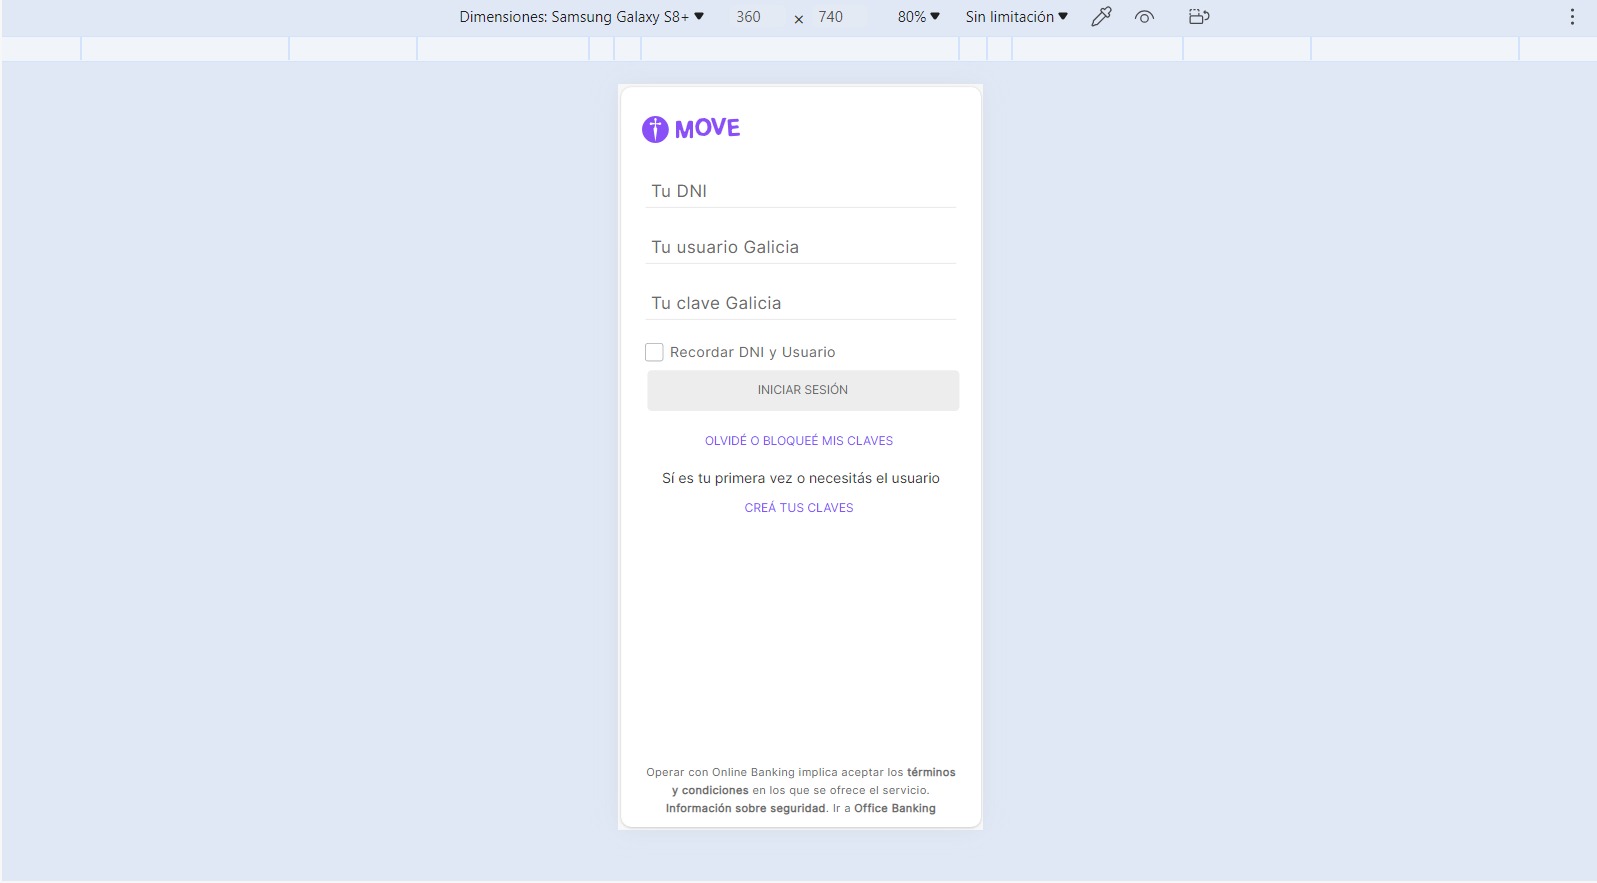 Dimensiones: Samsung Galaxy S8+ 360 × 740 80% Sin limitación
MOVE
Tu DNI
Tu usuario Galicia
Tu clave Galicia
Recordar DNI y Usuario
INICIAR SESIÓN
OLVIDÉ O BLOQUEÉ MIS CLAVES
Sí es tu primera vez o necesitás el usuario
CREÁ TUS CLAVES
Operar con Online Banking implica aceptar los términos
y condiciones en los que se ofrece el servicio.
Información sobre seguridad. Ir a Office Banking